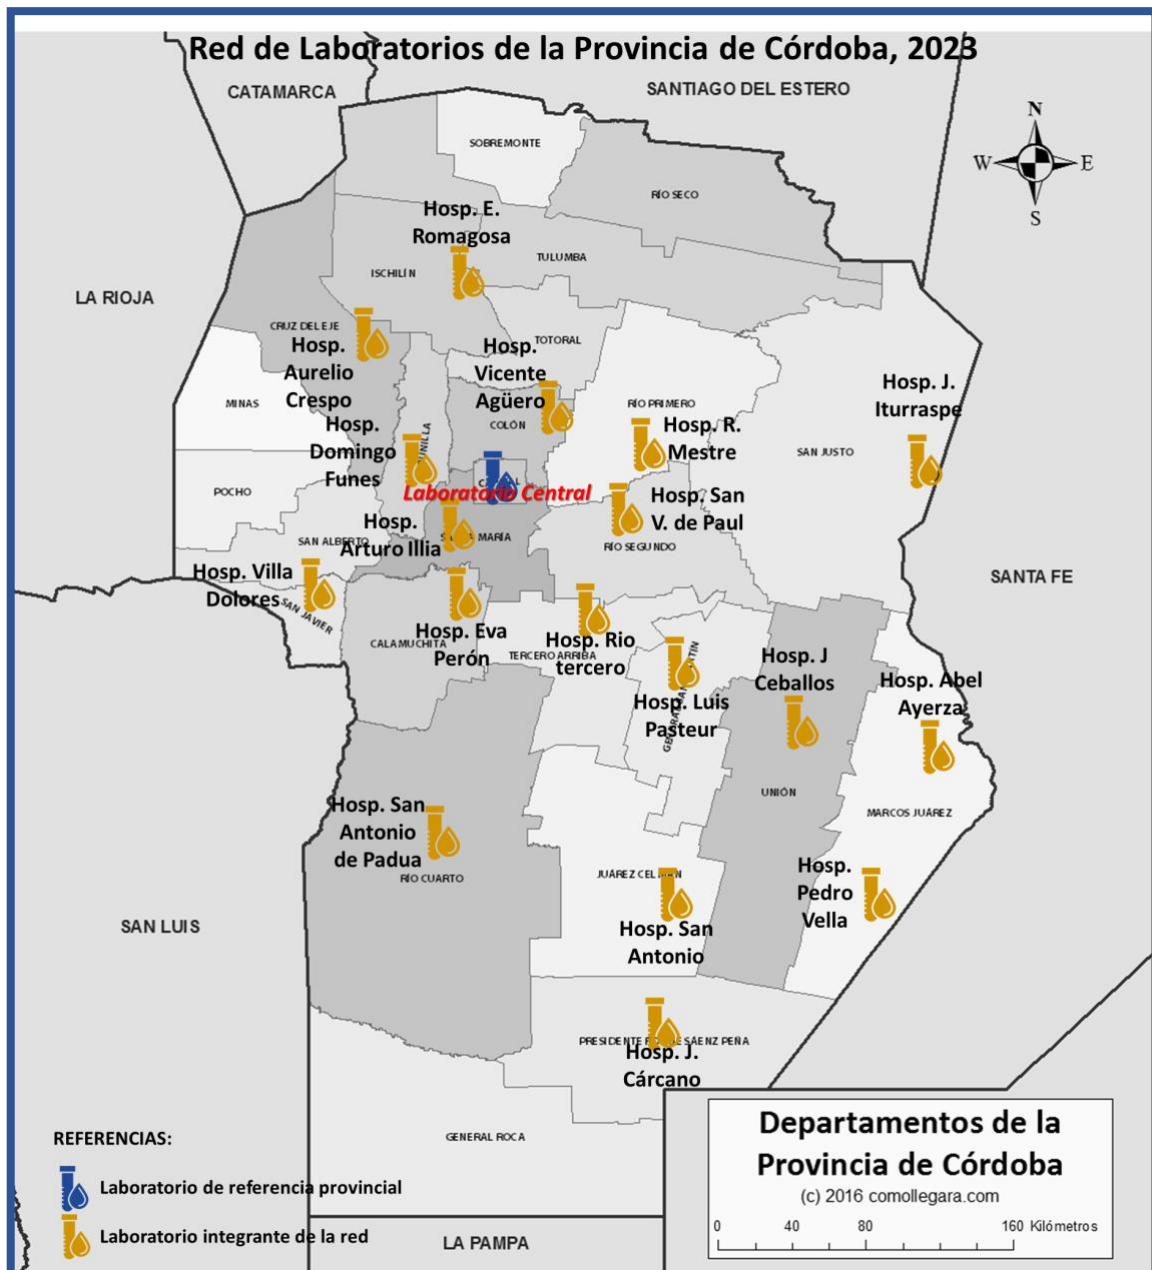 Red de Laboratorios de la Provincia de Córdoba, 2023
CATAMARCA
SANTIAGO DEL ESTERO
N
W
E
S
SOBREMONTE
RÍO SECO
Hosp. E.
Romagosa
TULUMBA
ISCHILÍN
LA RIOJA
CRUZ DEL EJE
Hosp.
Aurelio
Crespo
TOTORAL
Hosp.
Vicente
Agüero
Hosp. J.
Iturraspe
MINAS
RÍO PRIMERO
COLÓN
Hosp. R.
Mestre
Hosp.
Domingo
Funes
SAN JUSTO
POCHO
Laboratorio Central
Hosp. San
V. de Paul
Hosp.
Arturo Illia
SAN ALBERTO
RÍO SEGUNDO
Hosp. Villa
Dolores
SAN JAVIER
SANTA FE
CALAMUCHITA
Hosp. Eva
Perón
Hosp. Rio
tercero
TERCERO ARRIBA
Hosp. J
Ceballos
Hosp. Abel
Ayerza
Hosp. Luis
Pasteur
UNIÓN
MARCOS JUÁREZ
Hosp. San
Antonio
de Padua
RÍO CUARTO
JUÁREZ CELMAN
Hosp.
Pedro
Vella
SAN LUIS
Hosp. San
Antonio
PRESIDENTE SÁENZ PEÑA
Hosp. J.
Cárcano
GENERAL ROCA
REFERENCIAS:
Laboratorio de referencia provincial
Laboratorio integrante de la red
LA PAMPA
Departamentos de la
Provincia de Córdoba
(c) 2016 comollegara.com
0 40 80 160 Kilómetros